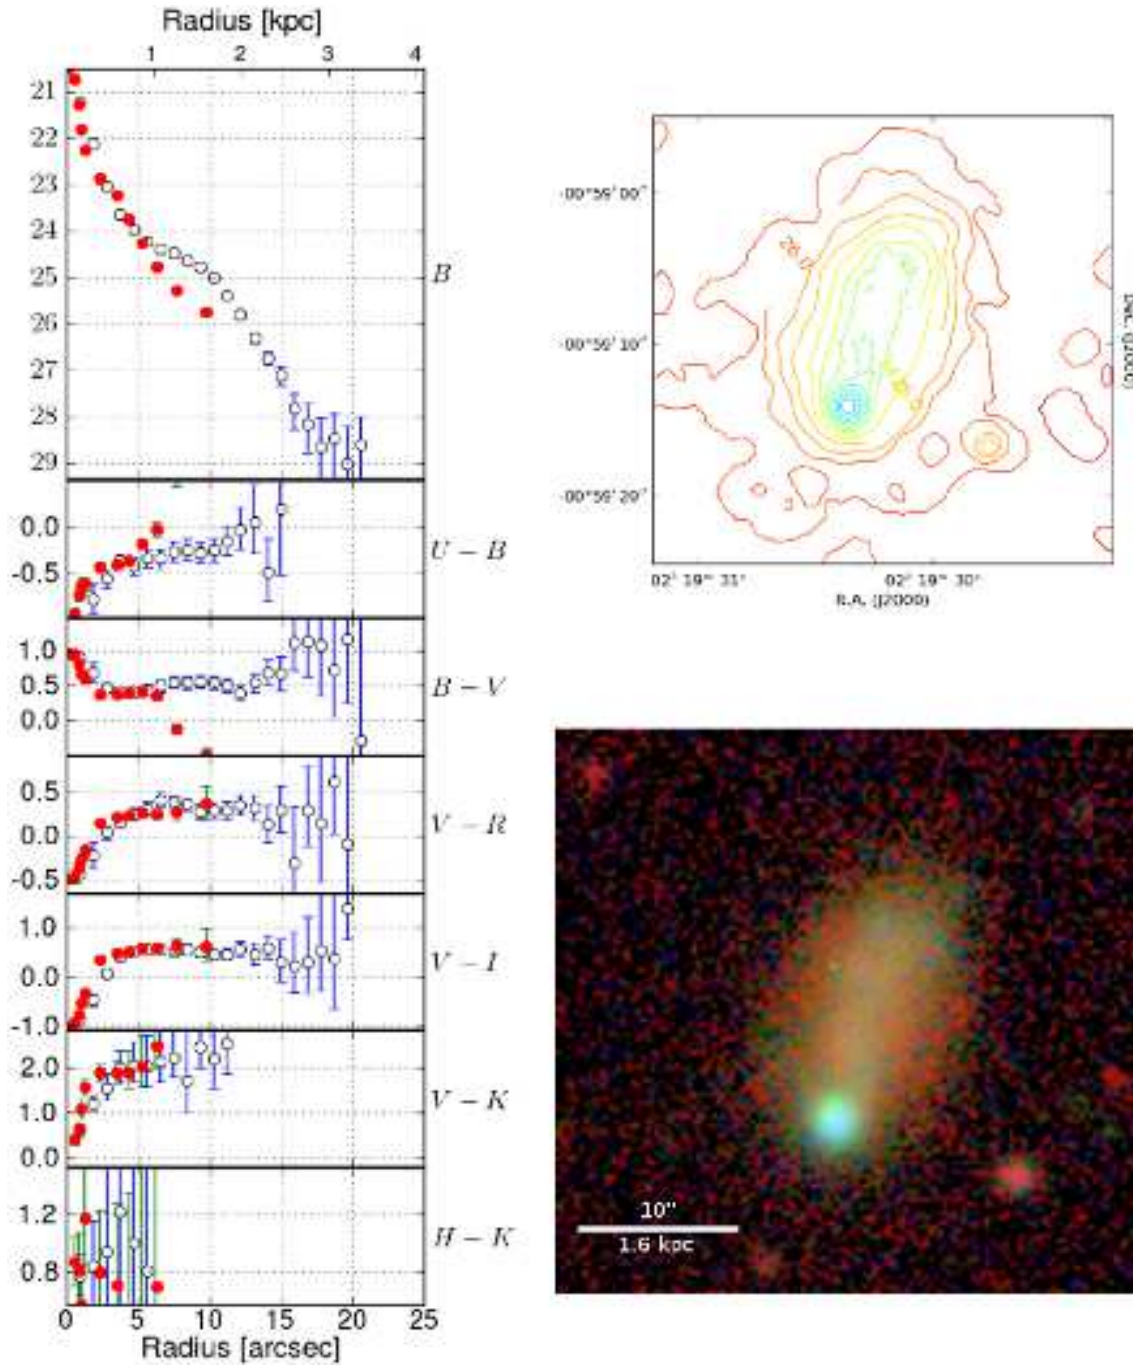 Radius [kpc]
1 2 3 4
21
22
23
24
25
26
27
28
29
B
0.0
-0.5
U − B
1.0
0.5
0.0
B − V
0.5
0.0
-0.5
V − R
1.0
0.0
-1.0
V − I
2.0
1.0
0.0
V − K
1.2
0.8
H − K
0 5 10 15 20 25
Radius [arcsec]
-00°59'00"
-00°59'10"
-00°59'20"
28.0
Dec. (J2000)
02ʰ 19ᵐ 31ˢ 02ʰ 19ᵐ 30ˢ
R.A. (J2000)
10"
1.6 kpc